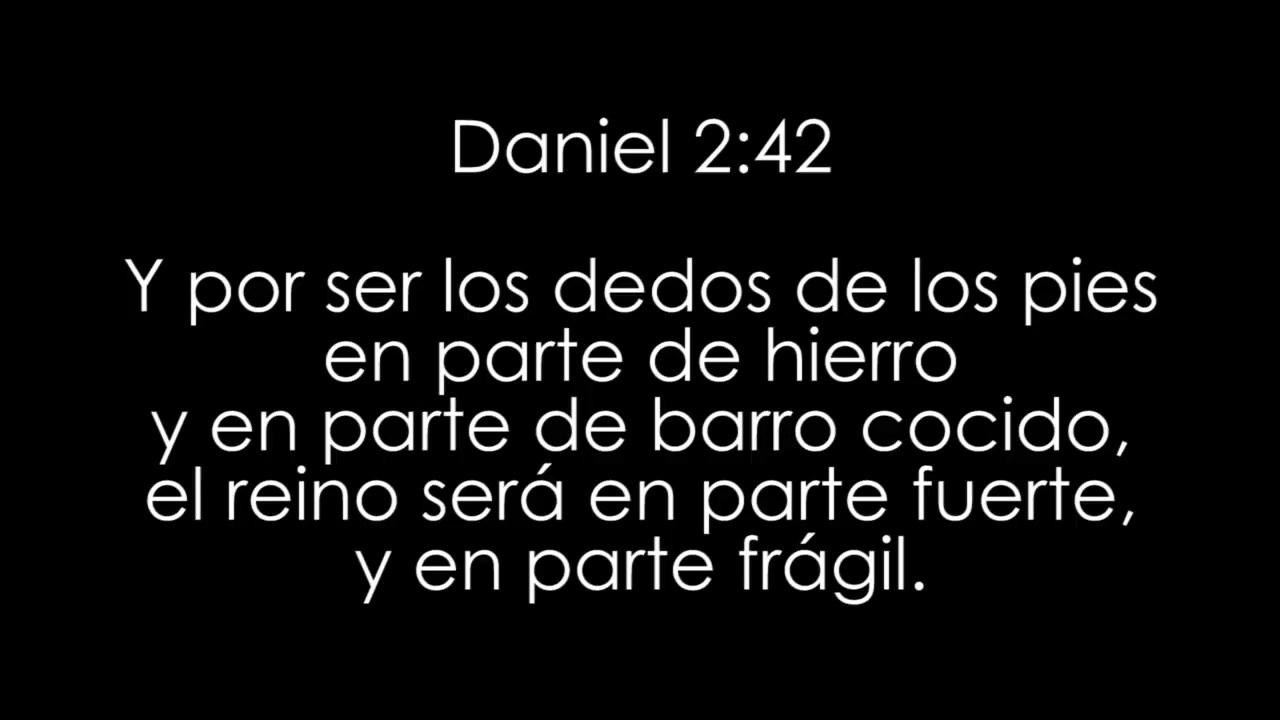 Daniel 2:42
Y por ser los dedos de los pies
en parte de hierro
y en parte de barro cocido,
el reino será en parte fuerte,
y en parte frágil.